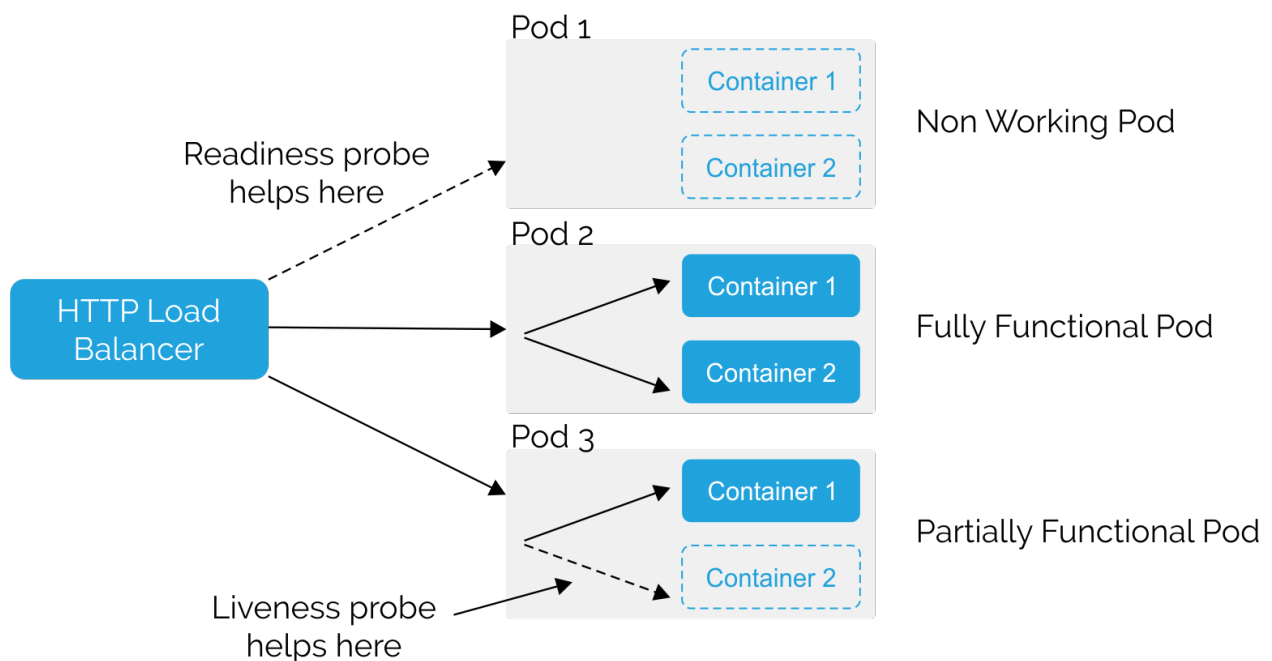 Pod 1
Container 1
Container 2
Non Working Pod
Readiness probe
helps here
Pod 2
Container 1
Container 2
Fully Functional Pod
HTTP Load
Balancer
Pod 3
Container 1
Container 2
Partially Functional Pod
Liveness probe
helps here